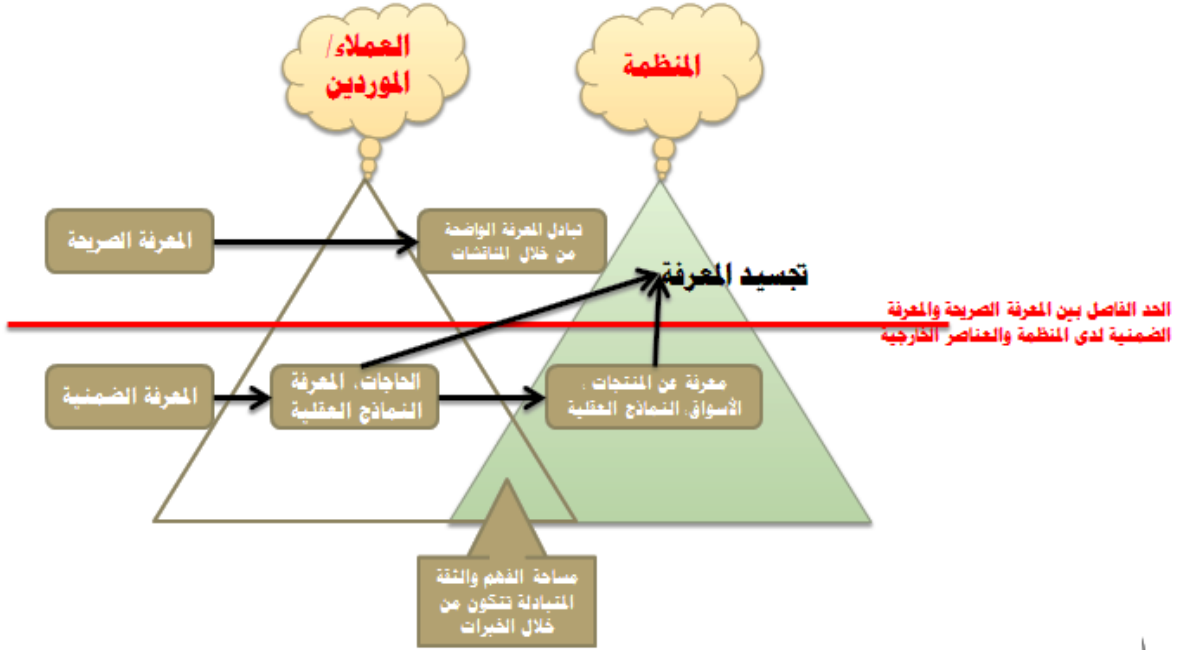 العملاء/
الموردين
المنظمة
المعرفة الصريحة
تبادل المعرفة الواضحة
من خلال المناقشات
تجسيد المعرفة
الحد الفاصل بين المعرفة الصريحة والمعرفة
الضمنية لدى المنظمة والعناصر الخارجية
المعرفة الضمنية
الحاجات، المعرفة
النماذج العقلية
معرفة عن المنتجات ،
الأسواق، النماذج العقلية
مساحة الفهم والثقة
المتبادلة تتكون من
خلال الخبرات